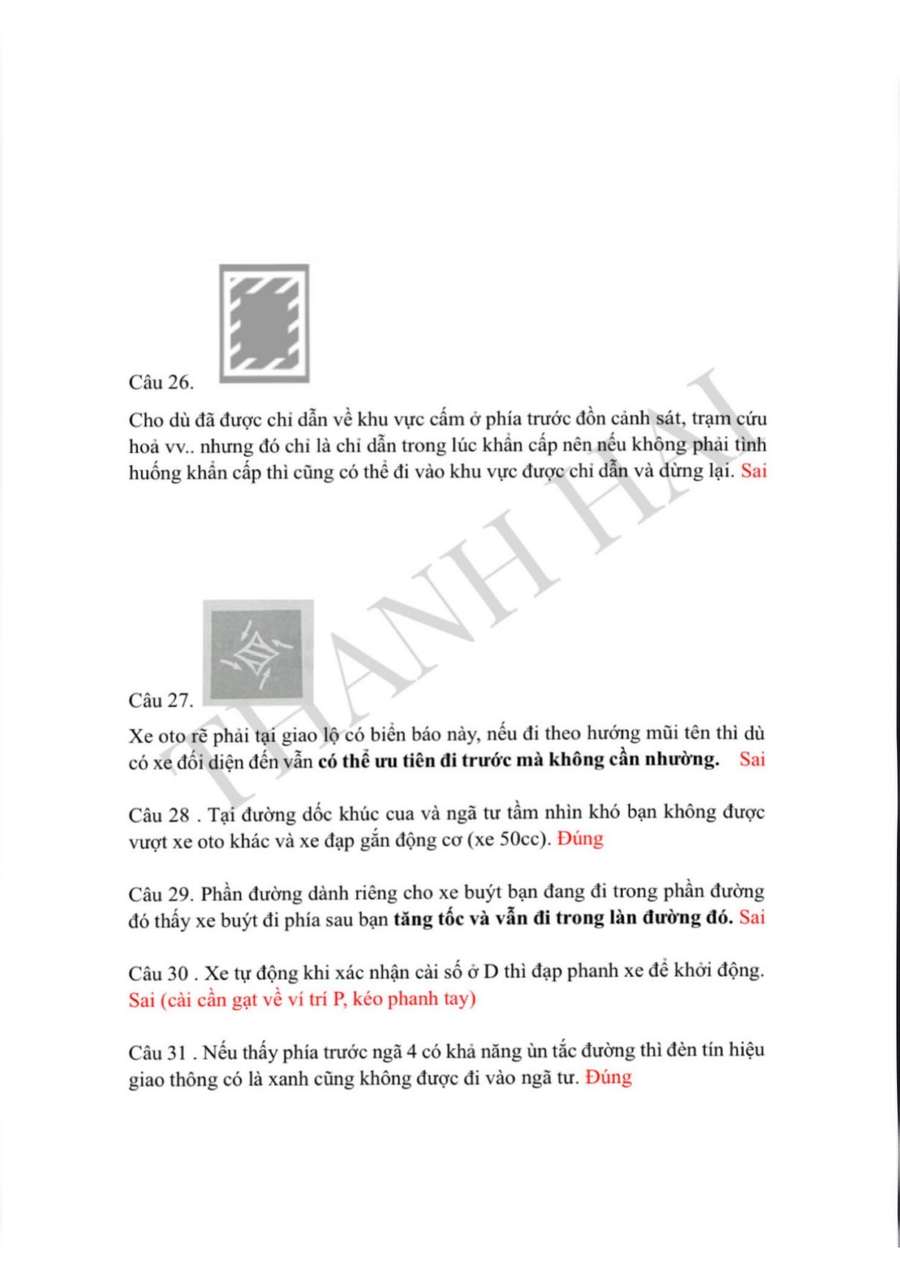 Câu 26.
Cho dù đã được chỉ dẫn về khu vực cấm ở phía trước đồn cảnh sát, trạm cứu
hoả vv.. nhưng đó chỉ là chỉ dẫn trong lúc khẩn cấp nên nếu không phải tình
huống khẩn cấp thì cũng có thể đi vào khu vực được chỉ dẫn và dừng lại. Sai
THANH HAI
Câu 27.
Xe oto rẽ phải tại giao lộ có biển báo này, nếu đi theo hướng mũi tên thì dù
có xe đối diện đến vẫn có thể ưu tiên đi trước mà không cần nhường. Sai
Câu 28 . Tại đường dốc khúc cua và ngã tư tầm nhìn khó bạn không được
vượt xe oto khác và xe đạp gắn động cơ (xe 50cc). Đúng
Câu 29. Phần đường dành riêng cho xe buýt bạn đang đi trong phần đường
đó thấy xe buýt đi phía sau bạn tăng tốc và vẫn đi trong làn đường đó. Sai
Câu 30 . Xe tự động khi xác nhận cài số ở D thì đạp phanh xe để khởi động.
Sai (cài cần gạt về ví trí P, kéo phanh tay)
Câu 31 . Nếu thấy phía trước ngã 4 có khả năng ùn tắc đường thì đèn tín hiệu
giao thông có là xanh cũng không được đi vào ngã tư. Đúng